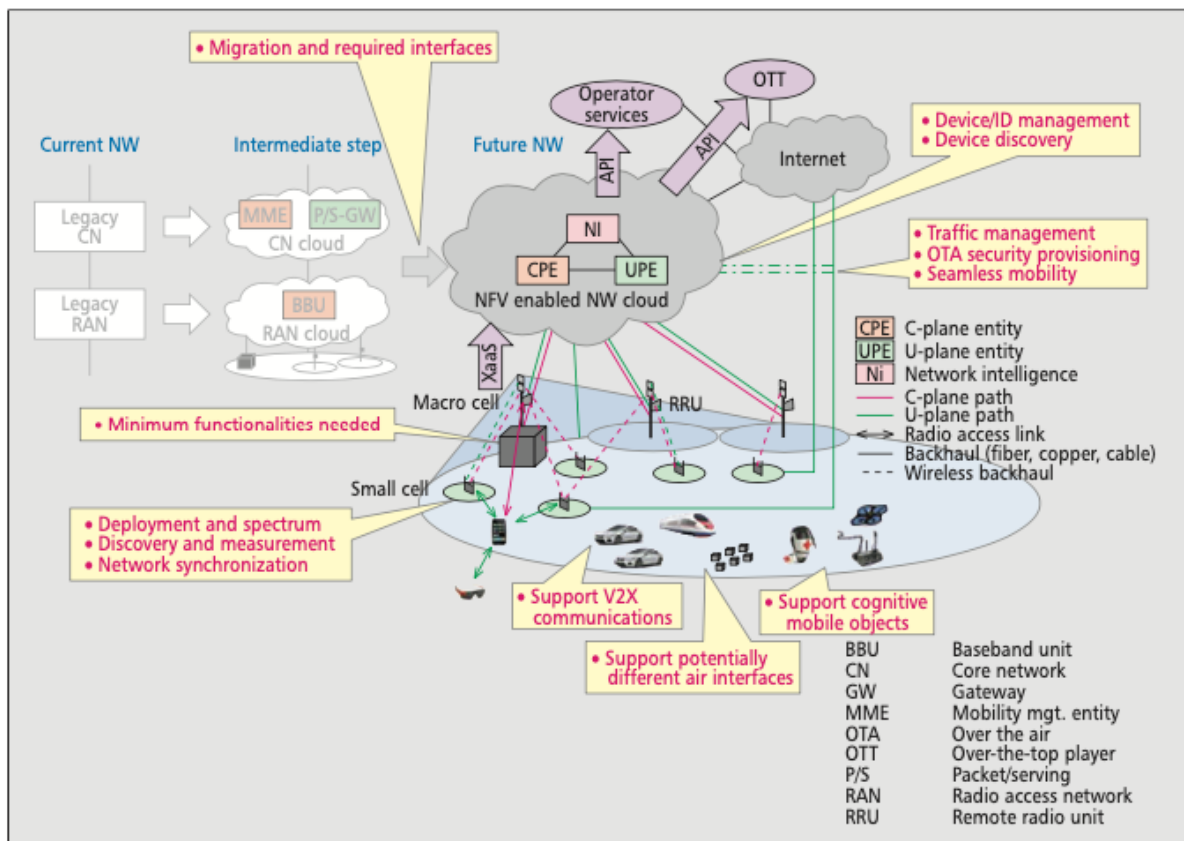 • Migration and required interfaces
OTT
Operator
services
API
API
Internet
• Device/ID management
• Device discovery
Current NW
Intermediate step
Future NW
Legacy
CN
MME
P/S-GW
CN cloud
NI
CPE
UPE
NFV enabled NW cloud
• Traffic management
• OTA security provisioning
• Seamless mobility
Legacy
RAN
BBU
RAN cloud
XaaS
CPE C-plane entity
UPE U-plane entity
Ni Network intelligence
C-plane path
U-plane path
Radio access link
Backhaul (fiber, copper, cable)
Wireless backhaul
Macro cell
RRU
• Minimum functionalities needed
Small cell
• Deployment and spectrum
• Discovery and measurement
• Network synchronization
• Support V2X
communications
• Support cognitive
mobile objects
• Support potentially
different air interfaces
BBU Baseband unit
CN Core network
GW Gateway
MME Mobility mgt. entity
OTA Over the air
OTT Over-the-top player
P/S Packet/serving
RAN Radio access network
RRU Remote radio unit